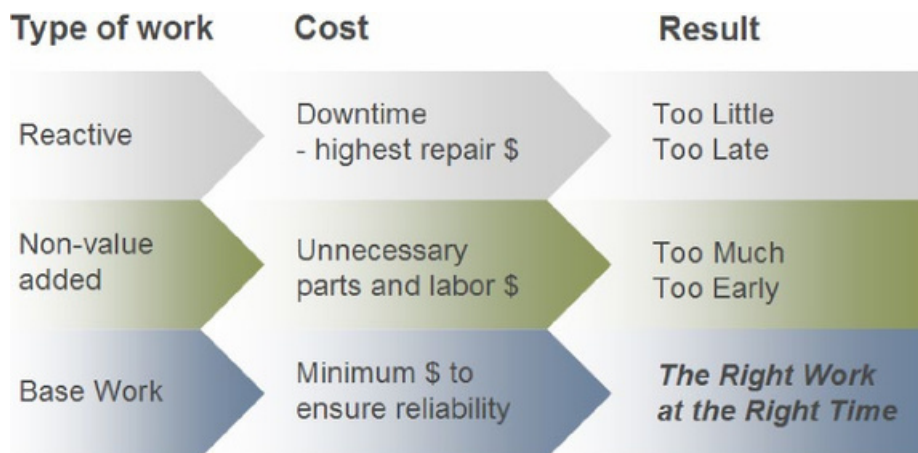 Type of work
Cost
Result
Reactive
Downtime
- highest repair $
Too Little
Too Late
Non-value
added
Unnecessary
parts and labor $
Too Much
Too Early
Base Work
Minimum $ to
ensure reliability
The Right Work
at the Right Time